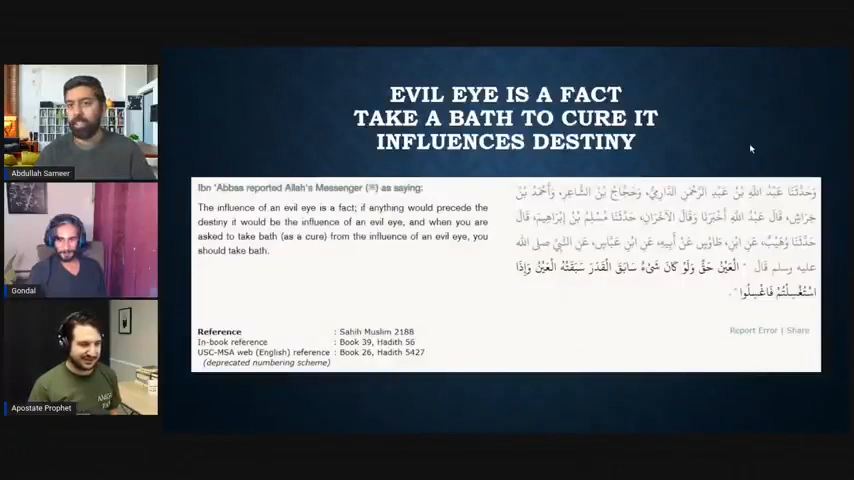 EVIL EYE IS A FACT
TAKE A BATH TO CURE IT
INFLUENCES DESTINY
Abdullah Sameer
Gondal
Apostate Prophet
Ibn 'Abbas reported Allah's Messenger (ﷺ) as saying:
The influence of an evil eye is a fact; if anything would precede the
destiny it would be the influence of an evil eye, and when you are
asked to take bath (as a cure) from the influence of an evil eye, you
should take bath.
وَحَدَّثَنَا عَبْدُ اللَّهِ بْنُ عَبْدِ الرَّحْمَنِ الدَّارِمِيُّ، وَحَجَّاجُ بْنُ الشَّاعِرِ، وَأَحْمَدُ بْنُ
خِرَاشٍ، قَالَ عَبْدُ اللَّهِ أَخْبَرَنَا وَقَالَ الآخَرَانِ، حَدَّثَنَا مُسْلِمُ بْنُ إِبْرَاهِيمَ، قَالَ
حَدَّثَنَا وُهَيْبٌ، عَنِ ابْنِ، طَاوُسٍ عَنْ أَبِيهِ، عَنِ ابْنِ عَبَّاسٍ، عَنِ النَّبِيِّ صلى الله
عليه وسلم قَالَ " الْعَيْنُ حَقٌّ وَلَوْ كَانَ شَىْءٌ سَابَقَ الْقَدَرَ سَبَقَتْهُ الْعَيْنُ وَإِذَا
اسْتُغْسِلْتُمْ فَاغْسِلُوا " .
Reference : Sahih Muslim 2188
In-book reference : Book 39, Hadith 56
USC-MSA web (English) reference : Book 26, Hadith 5427
(deprecated numbering scheme)
Report Error | Share